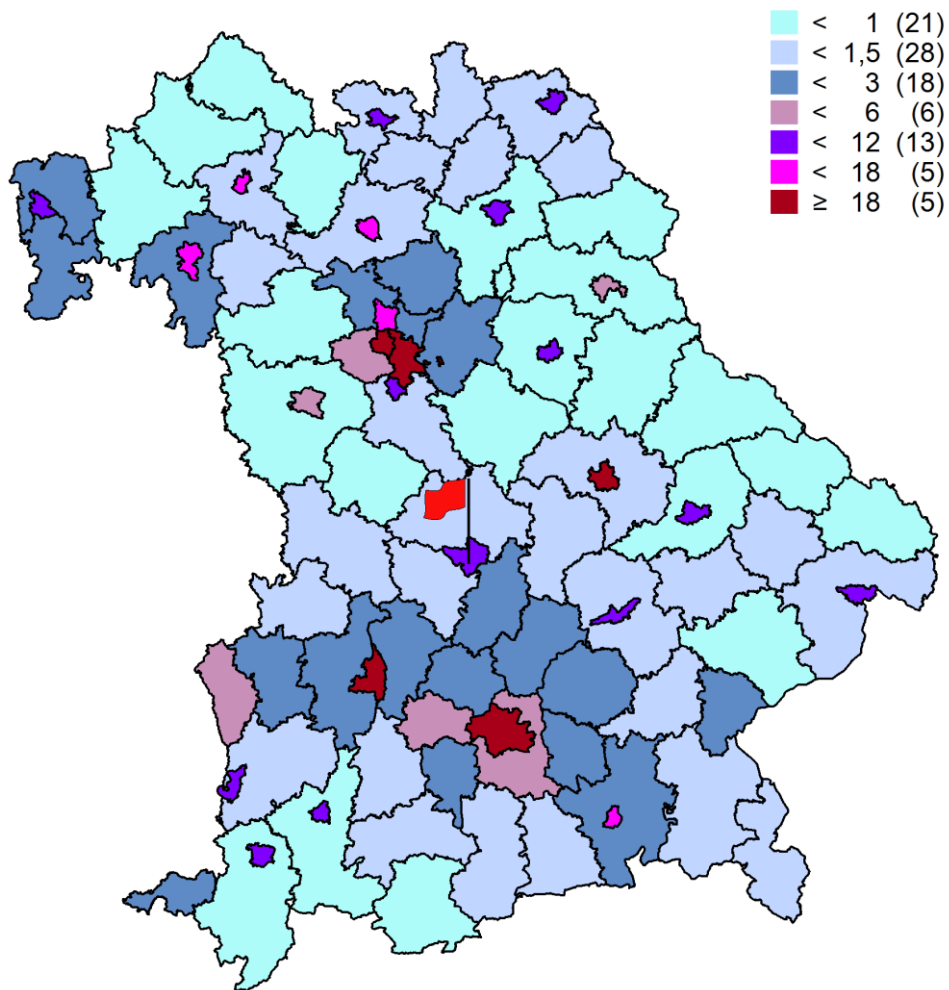 < 1 (21)
< 1,5 (28)
< 3 (18)
< 6 (6)
< 12 (13)
< 18 (5)
≥ 18 (5)